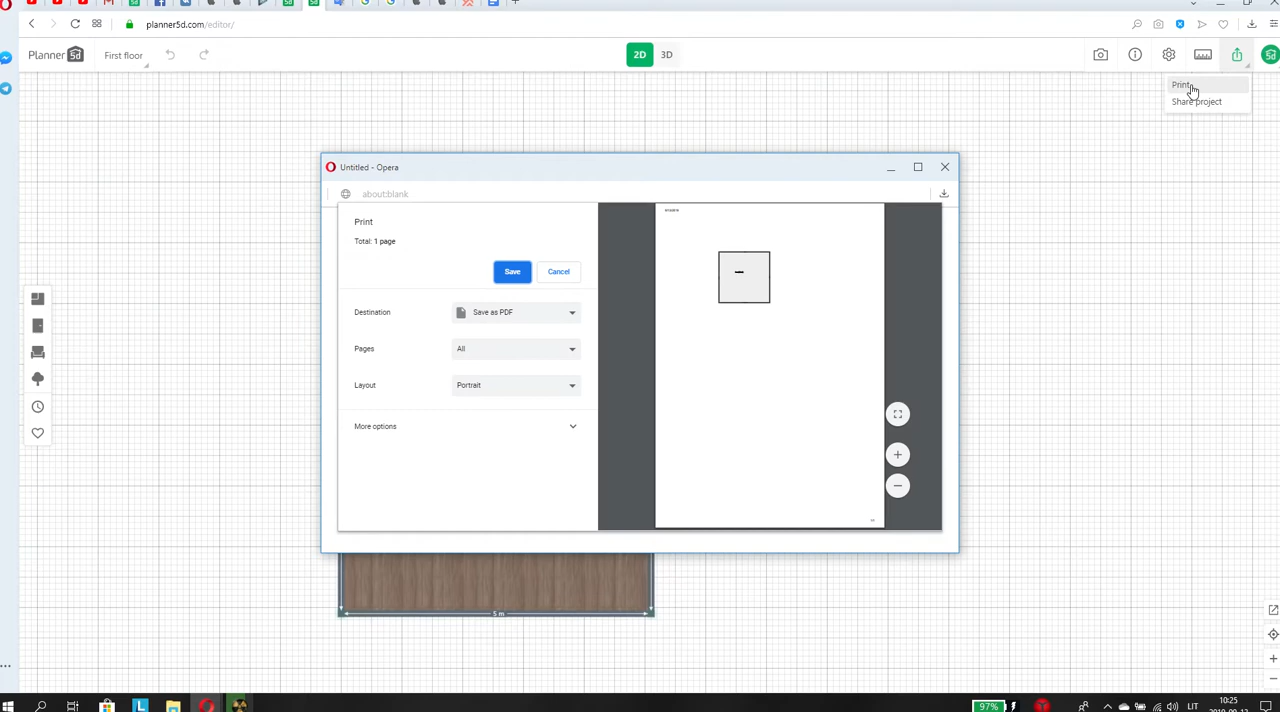 planner5d.com/editor/
Planner 5d
First floor
2D
3D
5d
Print
Share project
Untitled - Opera
about:blank
Print
Total: 1 page
Save
Cancel
Destination
Save as PDF
Pages
All
Layout
Portrait
More options
5 m
97%
LIT
10:25